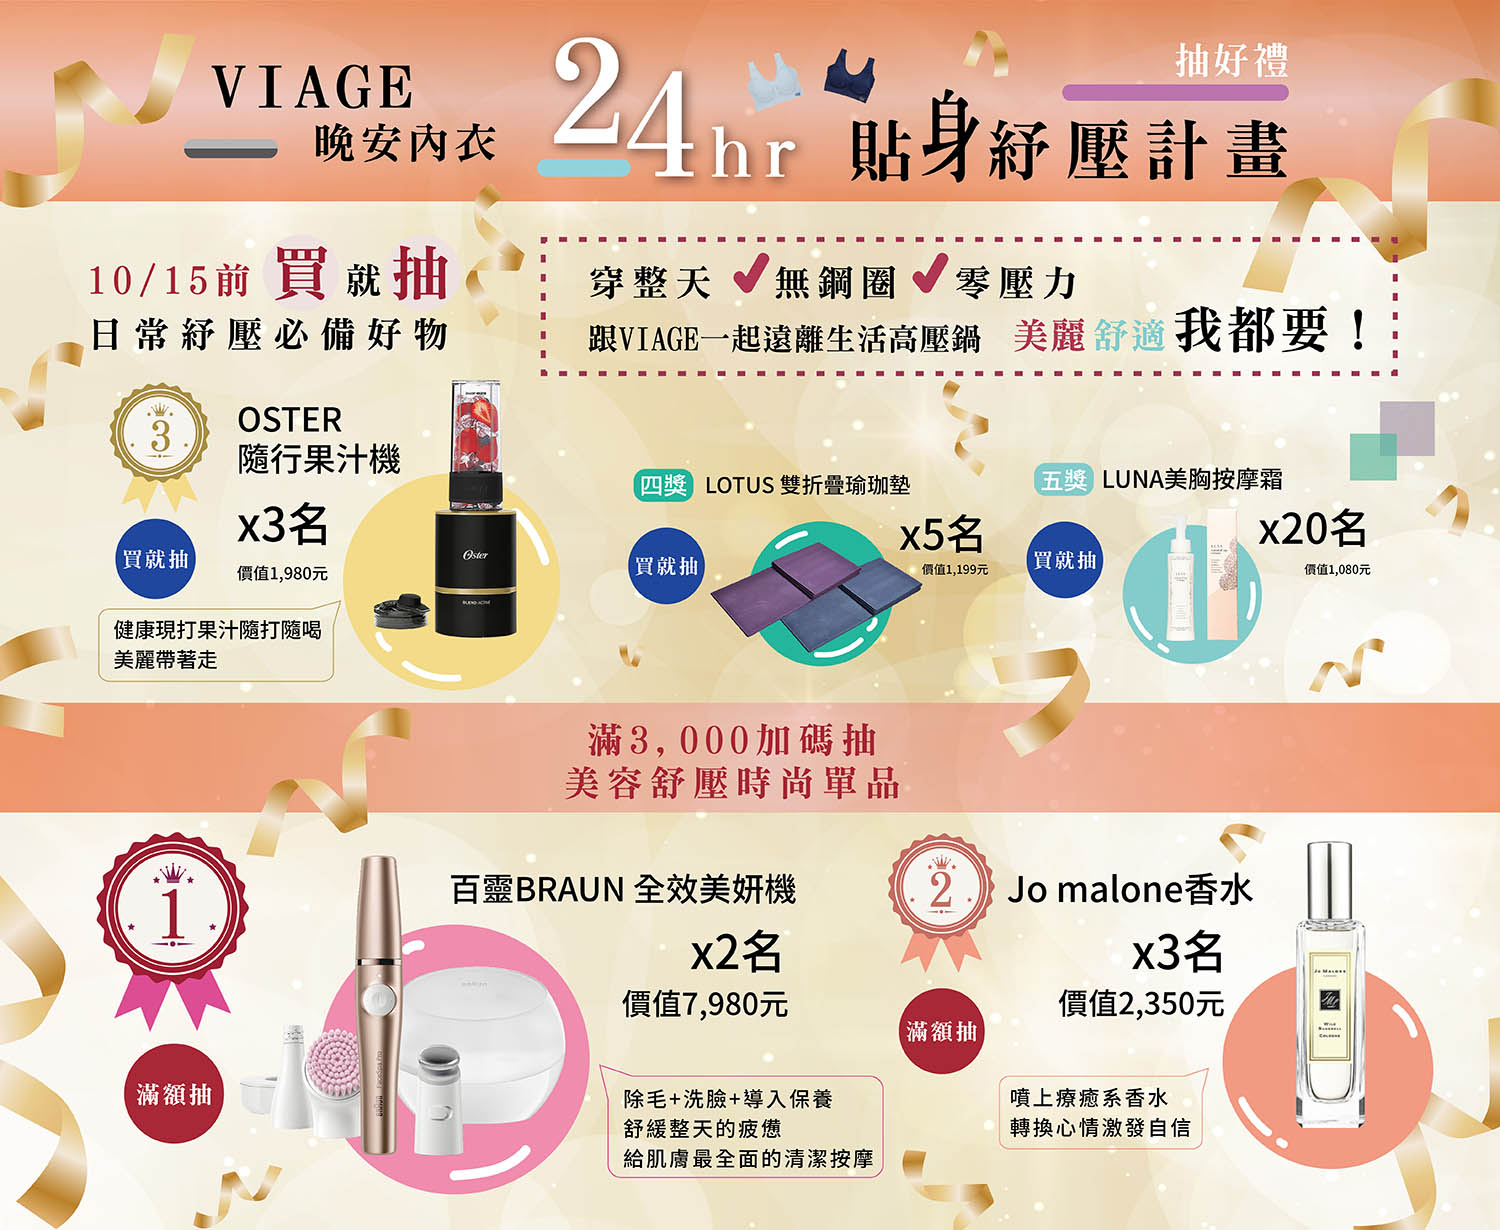 VIAGE
晚安內衣
24hr
抽好禮
貼身紓壓計畫
10/15前 買就抽
日常紓壓必備好物
穿整天 ✓無鋼圈 ✓零壓力
跟VIAGE一起遠離生活高壓鍋 美麗舒適我都要！
3
OSTER
隨行果汁機
x3名
買就抽
價值1,980元
健康現打果汁隨打隨喝
美麗帶著走
Oster
BLEND ACTIVE
四獎 LOTUS 雙折疊瑜珈墊
買就抽
x5名
價值1,199元
五獎 LUNA美胸按摩霜
買就抽
x20名
價值1,080元
滿3,000加碼抽
美容舒壓時尚單品
1
滿額抽
百靈BRAUN 全效美妍機
x2名
價值7,980元
除毛+洗臉+導入保養
舒緩整天的疲憊
給肌膚最全面的清潔按摩
BRAUN
2
滿額抽
Jo malone香水
x3名
價值2,350元
噴上療癒系香水
轉換心情激發自信
JO MALONE
LONDON
WILD
BLUEBELL
COLOGNE